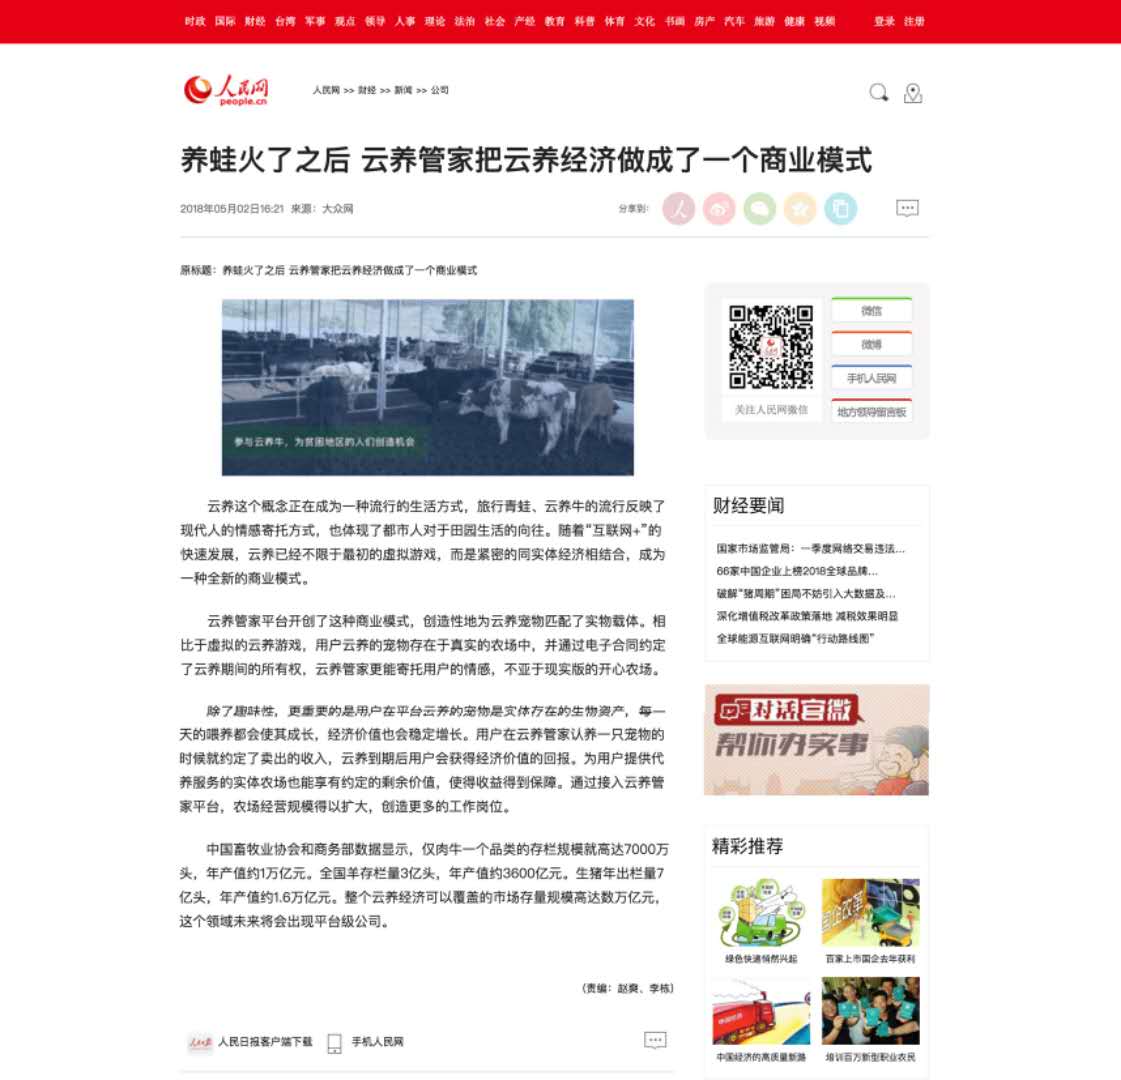 时政 国际 财经 台湾 军事 观点 领导 人事 理论 法治 社会 产经 教育 科普 体育 文化 书画 房产 汽车 旅游 健康 视频 登录 注册
人民网
people.cn
人民网 >> 财经 >> 新闻 >> 公司
养蛙火了之后 云养管家把云养经济做成了一个商业模式
2018年05月02日16:21 来源：大众网
分享到：
原标题：养蛙火了之后 云养管家把云养经济做成了一个商业模式
参与云养牛，为贫困地区的人们创造机会
云养这个概念正在成为一种流行的生活方式，旅行青蛙、云养牛的流行反映了
现代人的情感寄托方式，也体现了都市人对于田园生活的向往。随着“互联网+”的
快速发展，云养已经不限于最初的虚拟游戏，而是紧密的同实体经济相结合，成为
一种全新的商业模式。
云养管家平台开创了这种商业模式，创造性地为云养宠物匹配了实物载体。相
比于虚拟的云养游戏，用户云养的宠物存在于真实的农场中，并通过电子合同约定
了云养期间的所有权，云养管家更能寄托用户的情感，不亚于现实版的开心农场。
除了趣味性，更重要的是用户在平台云养的宠物是实体存在的生物资产，每一
天的喂养都会使其成长，经济价值也会稳定增长。用户在云养管家认养一只宠物的
时候就约定了卖出的收入，云养到期后用户会获得经济价值的回报。为用户提供代
养服务的实体农场也能享有约定的剩余价值，使得收益得到保障。通过接入云养管
家平台，农场经营规模得以扩大，创造更多的工作岗位。
中国畜牧业协会和商务部数据显示，仅肉牛一个品类的存栏规模就高达7000万
头，年产值约1万亿元。全国羊存栏量3亿头，年产值约3600亿元。生猪年出栏量7
亿头，年产值约1.6万亿元。整个云养经济可以覆盖的市场存量规模高达数万亿元，
这个领域未来将会出现平台级公司。
(责编：赵爽、李栋)
人民日报客户端下载 手机人民网
关注人民网微信
微信
微博
手机人民网
地方领导留言板
财经要闻
国家市场监管局：一季度网络交易违法...
66家中国企业上榜2018全球品牌...
破解“猪周期”困局不妨引入大数据及...
深化增值税改革政策落地 减税效果明显
全球能源互联网明确“行动路线图”
对话官微
帮你办实事
精彩推荐
绿色快递悄然兴起
国企改革
百家上市国企去年获利
中国经济的高质量新路
培训百万新型职业农民